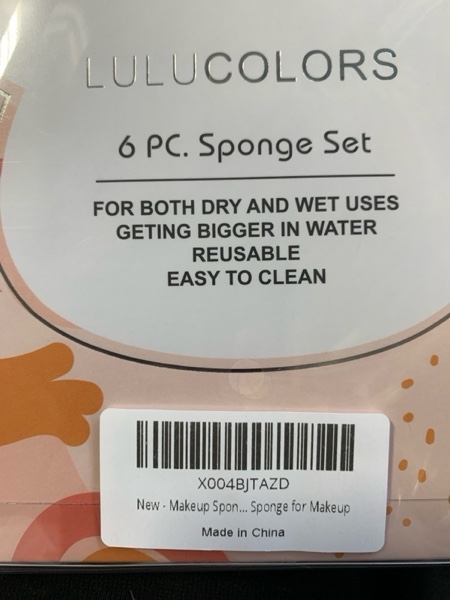 LULUCOLORS
6 PC. Sponge Set
FOR BOTH DRY AND WET USES
GETING BIGGER IN WATER
REUSABLE
EASY TO CLEAN
X004BJTAZD
New - Makeup Spon... Sponge for Makeup
Made in China